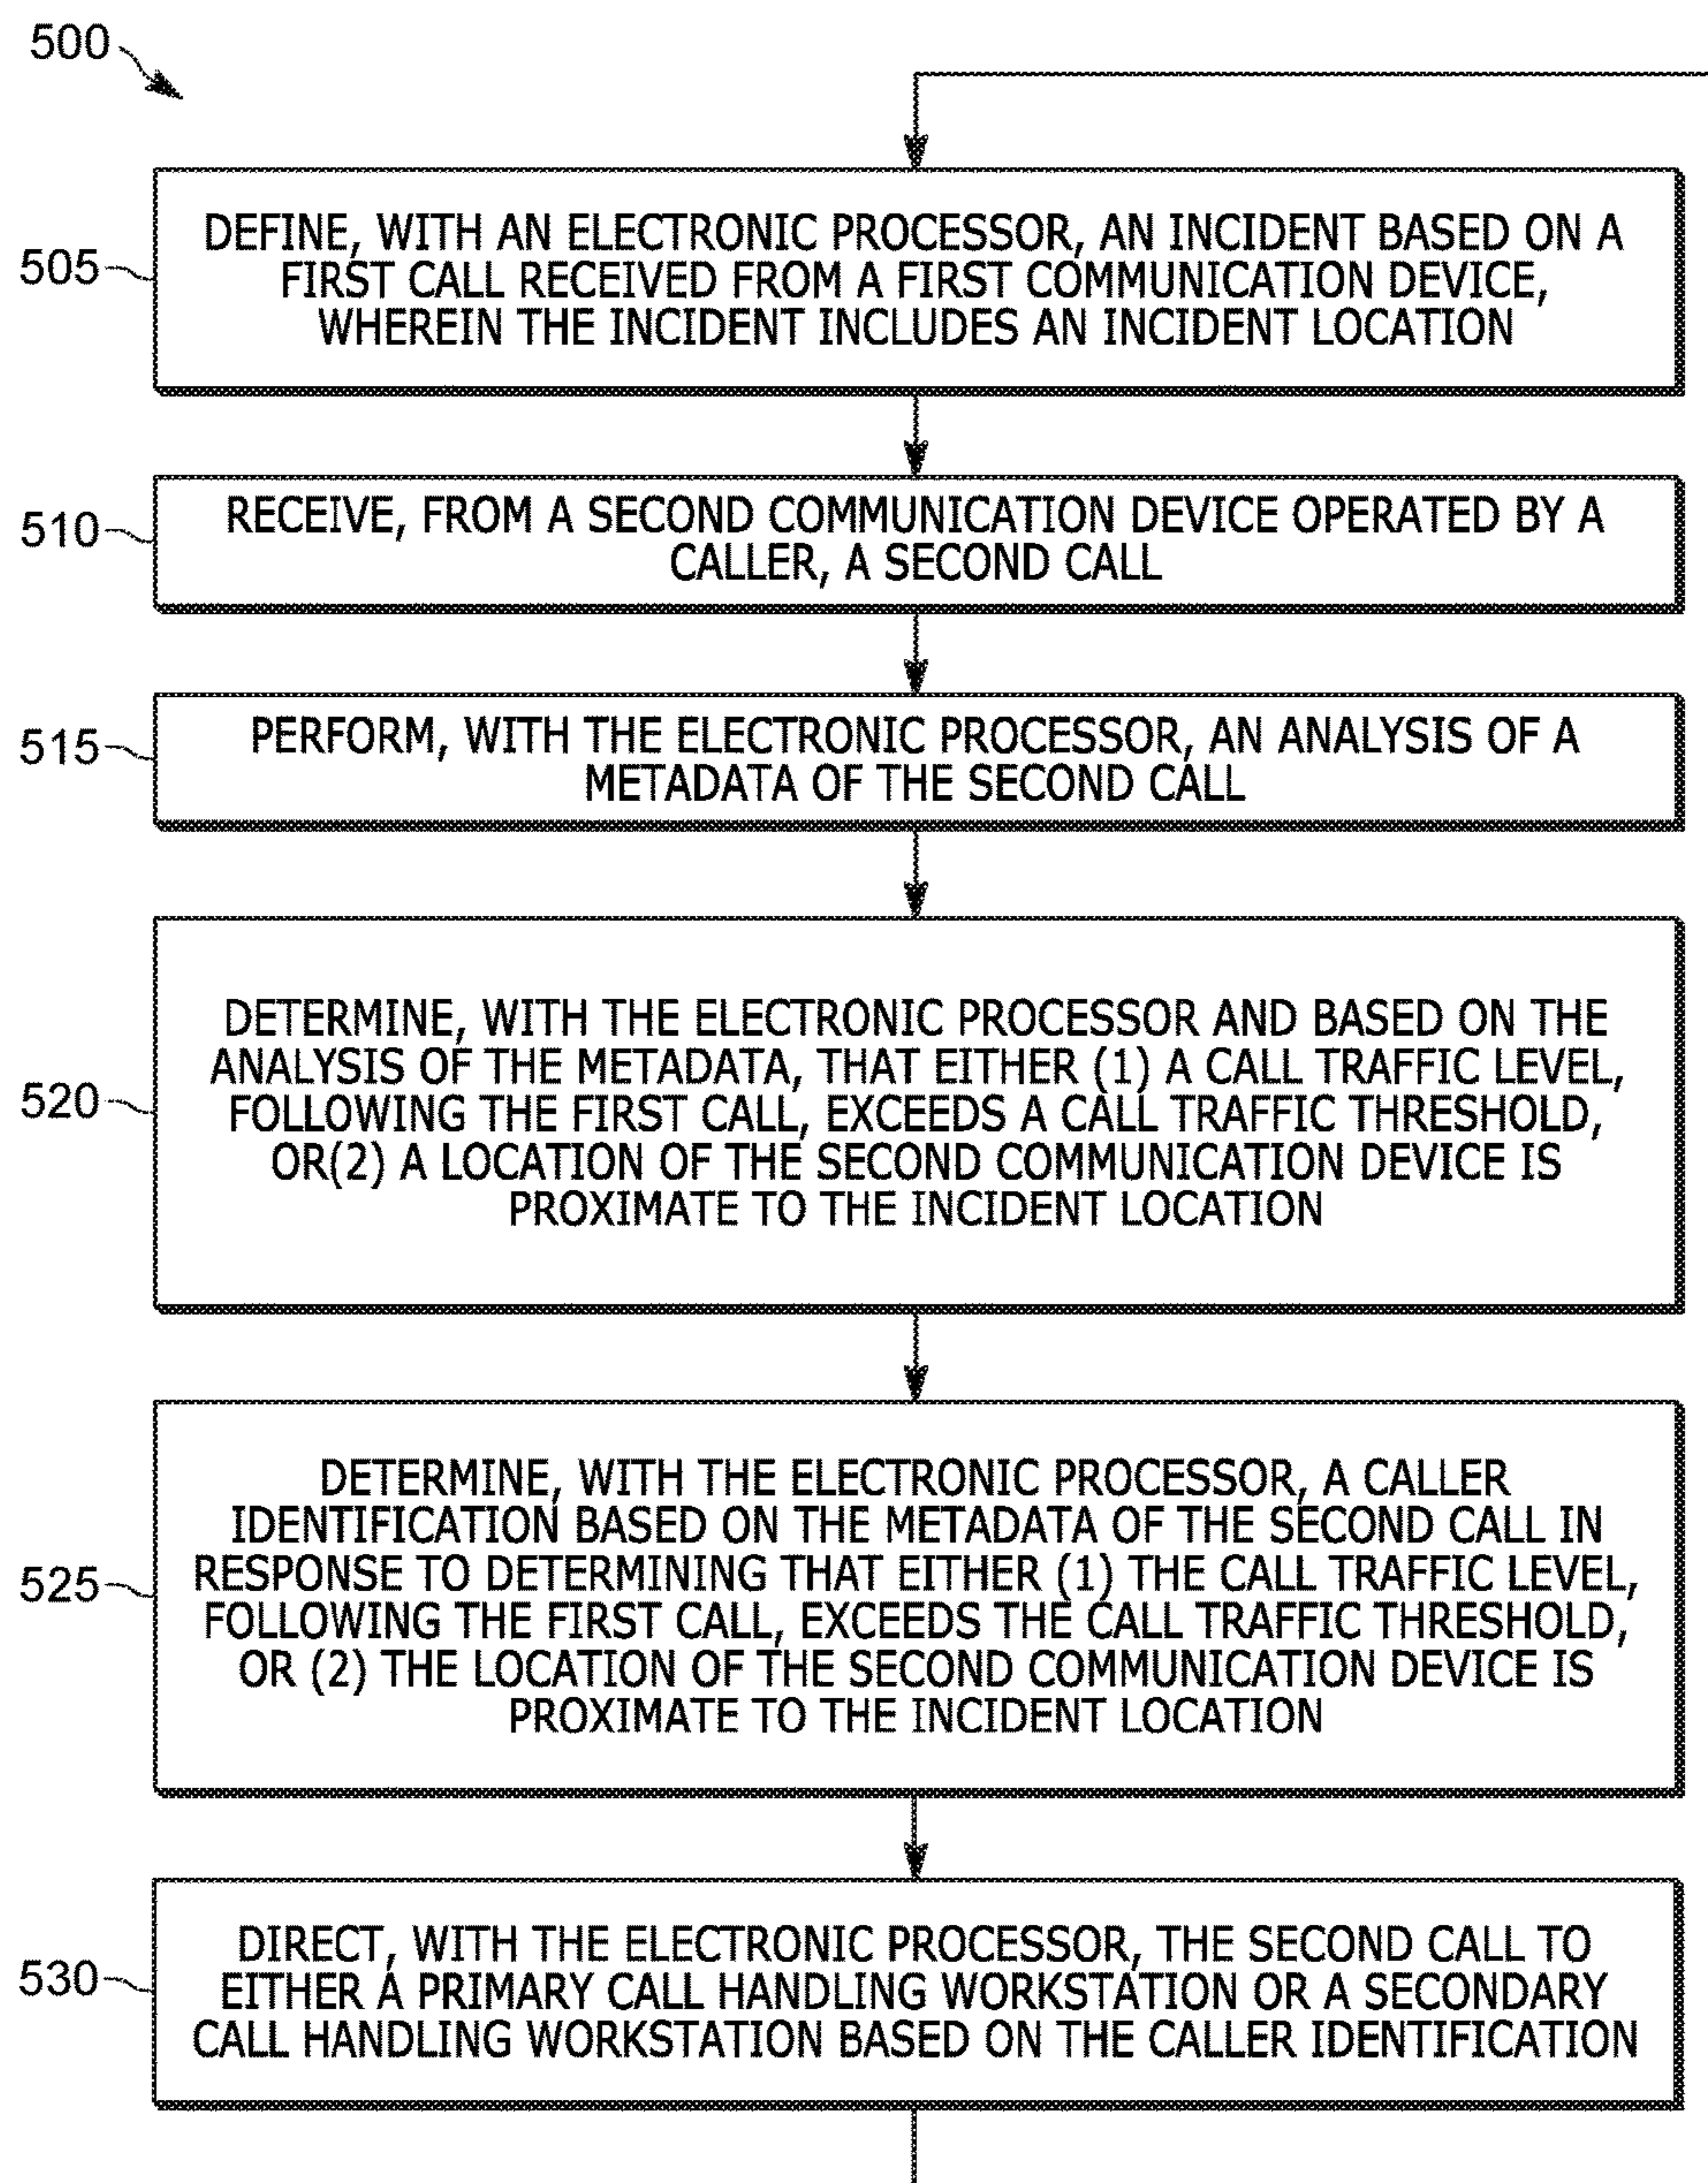 500
505
DEFINE, WITH AN ELECTRONIC PROCESSOR, AN INCIDENT BASED ON A
FIRST CALL RECEIVED FROM A FIRST COMMUNICATION DEVICE,
WHEREIN THE INCIDENT INCLUDES AN INCIDENT LOCATION
510
RECEIVE, FROM A SECOND COMMUNICATION DEVICE OPERATED BY A
CALLER, A SECOND CALL
515
PERFORM, WITH THE ELECTRONIC PROCESSOR, AN ANALYSIS OF A
METADATA OF THE SECOND CALL
520
DETERMINE, WITH THE ELECTRONIC PROCESSOR AND BASED ON THE
ANALYSIS OF THE METADATA, THAT EITHER (1) A CALL TRAFFIC LEVEL,
FOLLOWING THE FIRST CALL, EXCEEDS A CALL TRAFFIC THRESHOLD,
OR(2) A LOCATION OF THE SECOND COMMUNICATION DEVICE IS
PROXIMATE TO THE INCIDENT LOCATION
525
DETERMINE, WITH THE ELECTRONIC PROCESSOR, A CALLER
IDENTIFICATION BASED ON THE METADATA OF THE SECOND CALL IN
RESPONSE TO DETERMINING THAT EITHER (1) THE CALL TRAFFIC LEVEL,
FOLLOWING THE FIRST CALL, EXCEEDS THE CALL TRAFFIC THRESHOLD,
OR (2) THE LOCATION OF THE SECOND COMMUNICATION DEVICE IS
PROXIMATE TO THE INCIDENT LOCATION
530
DIRECT, WITH THE ELECTRONIC PROCESSOR, THE SECOND CALL TO
EITHER A PRIMARY CALL HANDLING WORKSTATION OR A SECONDARY
CALL HANDLING WORKSTATION BASED ON THE CALLER IDENTIFICATION